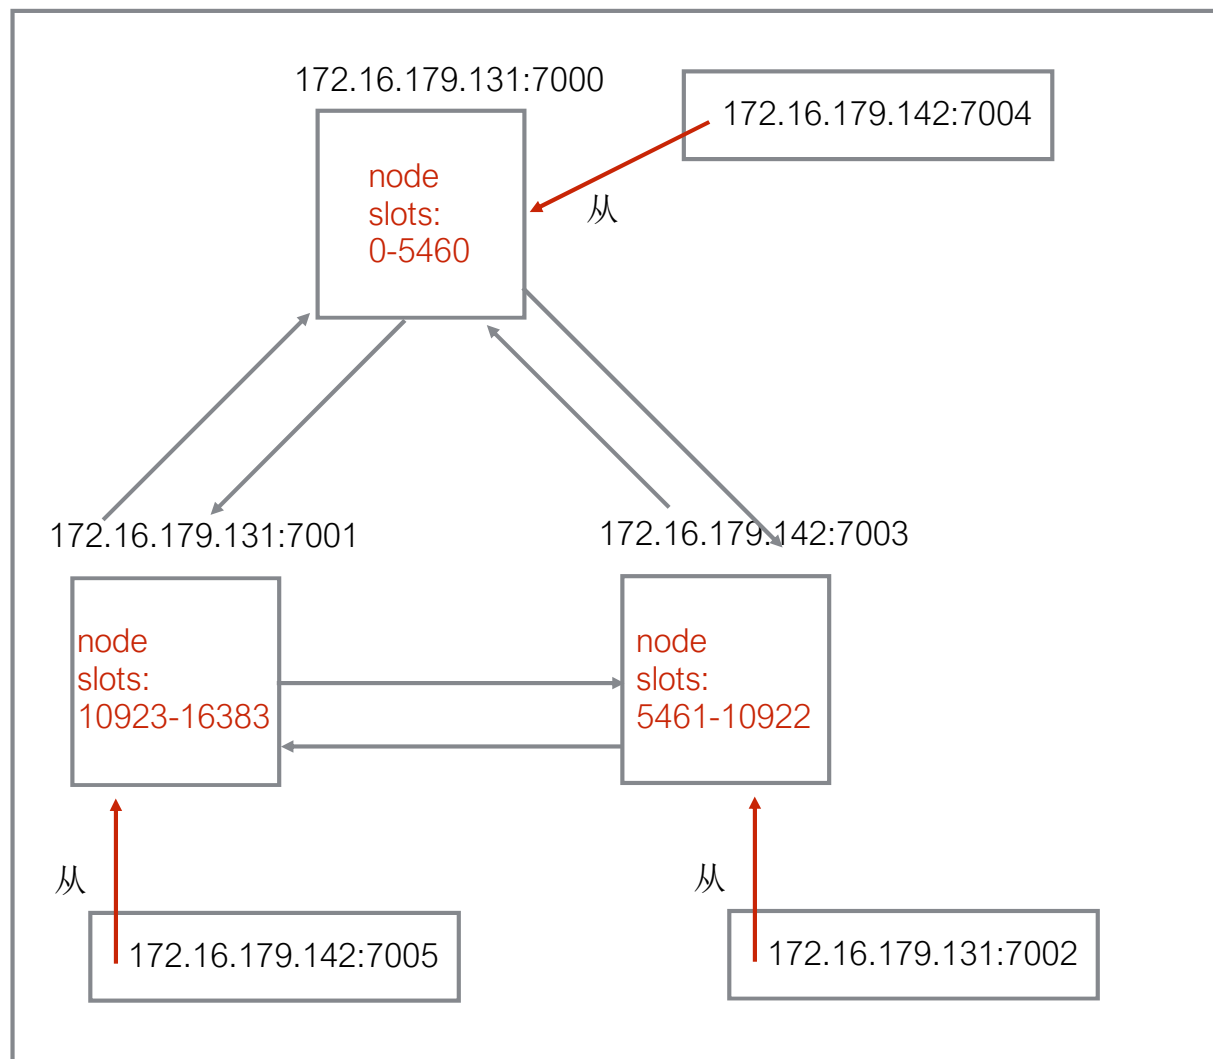 172.16.179.131:7000
172.16.179.142:7004
node
slots:
0-5460
从
172.16.179.131:7001
172.16.179.142:7003
node
slots:
10923-16383
node
slots:
5461-10922
从
从
172.16.179.142:7005
172.16.179.131:7002